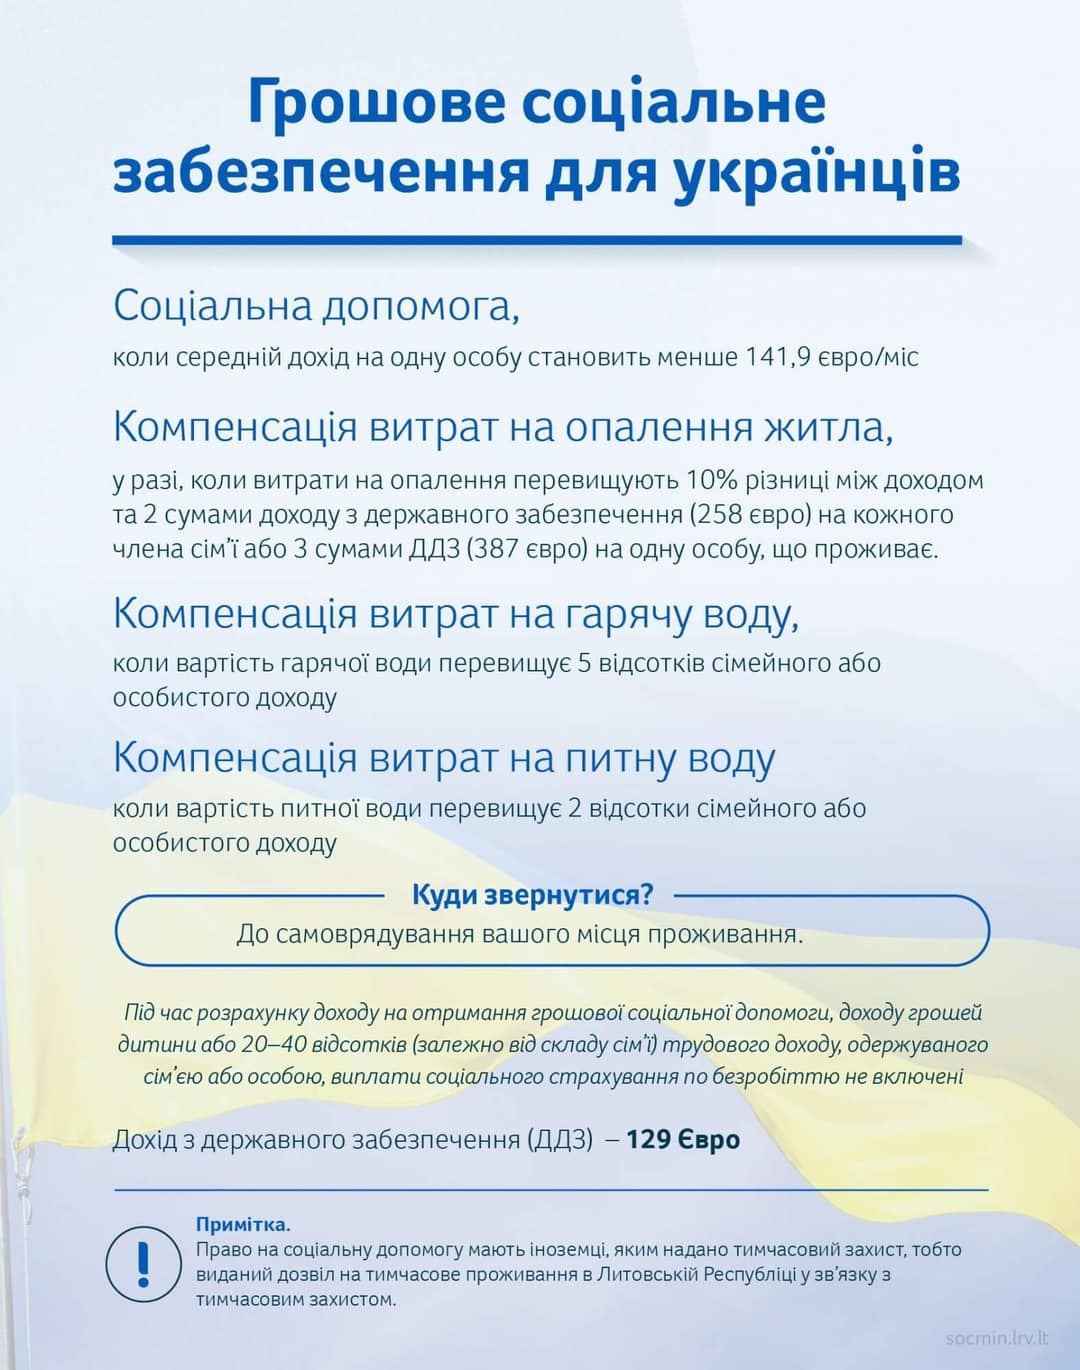 Грошове соціальне
забезпечення для українців
Соціальна допомога,
коли середній дохід на одну особу становить менше 141,9 євро/міс
Компенсація витрат на опалення житла,
у разі, коли витрати на опалення перевищують 10% різниці між доходом
та 2 сумами доходу з державного забезпечення (258 євро) на кожного
члена сім’ї або 3 сумами ДДЗ (387 євро) на одну особу, що проживає.
Компенсація витрат на гарячу воду,
коли вартість гарячої води перевищує 5 відсотків сімейного або
особистого доходу
Компенсація витрат на питну воду
коли вартість питної води перевищує 2 відсотки сімейного або
особистого доходу
Куди звернутися?
До самоврядування вашого місця проживання.
Під час розрахунку доходу на отримання грошової соціальної допомоги, доходу грошей
дитини або 20–40 відсотків (залежно від складу сім’ї) трудового доходу, одержуваного
сім’єю або особою, виплати соціального страхування по безробіттю не включені
Дохід з державного забезпечення (ДДЗ) – 129 Євро
Примітка.
Право на соціальну допомогу мають іноземці, яким надано тимчасовий захист, тобто
виданий дозвіл на тимчасове проживання в Литовській Республіці у зв’язку з
тимчасовим захистом.
socmin.lrv.lt